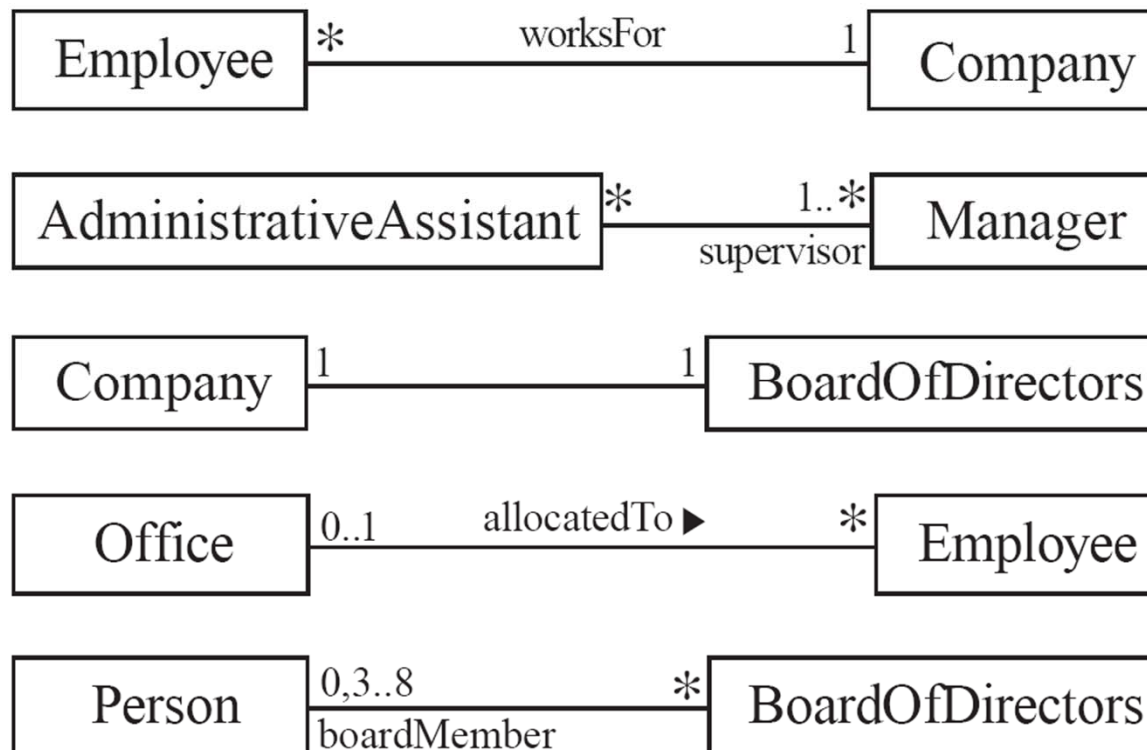 Employee * worksFor 1 Company
AdministrativeAssistant * 1..* Manager
supervisor
Company 1 1 BoardOfDirectors
Office 0..1 allocatedTo ▶ * Employee
Person 0,3..8 * BoardOfDirectors
boardMember